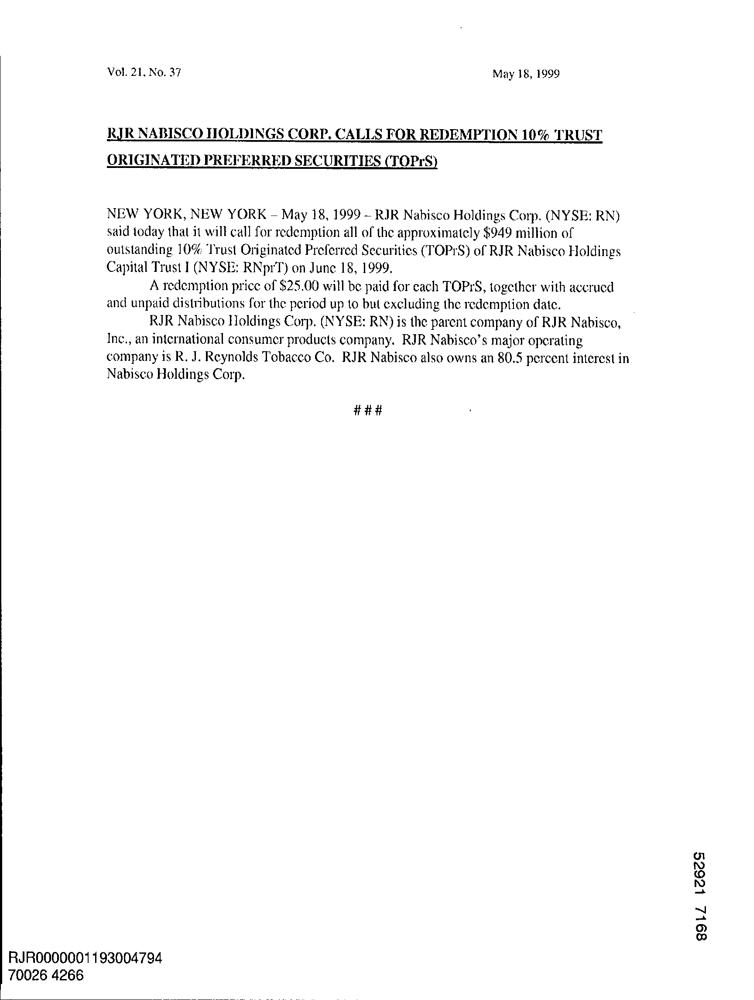 Vol. 21, No. 37
May 18, 1999
RJR NABISCO HOLDINGS CORP. CALLS FOR REDEMPTION 10% TRUST
ORIGINATED PREFERRED SECURITIES (TOPrS)
NEW YORK, NEW YORK – May 18, 1999 – RJR Nabisco Holdings Corp. (NYSE: RN)
said today that it will call for redemption all of the approximately $949 million of
outstanding 10% Trust Originated Preferred Securities (TOPrS) of RJR Nabisco Holdings
Capital Trust I (NYSE: RNprT) on June 18, 1999.
A redemption price of $25.00 will be paid for each TOPrS, together with accrued
and unpaid distributions for the period up to but excluding the redemption date.
RJR Nabisco Holdings Corp. (NYSE: RN) is the parent company of RJR Nabisco,
Inc., an international consumer products company. RJR Nabisco's major operating
company is R. J. Reynolds Tobacco Co. RJR Nabisco also owns an 80.5 percent interest in
Nabisco Holdings Corp.
# # #
52921 7168
RJR0000001193004794
70026 4266